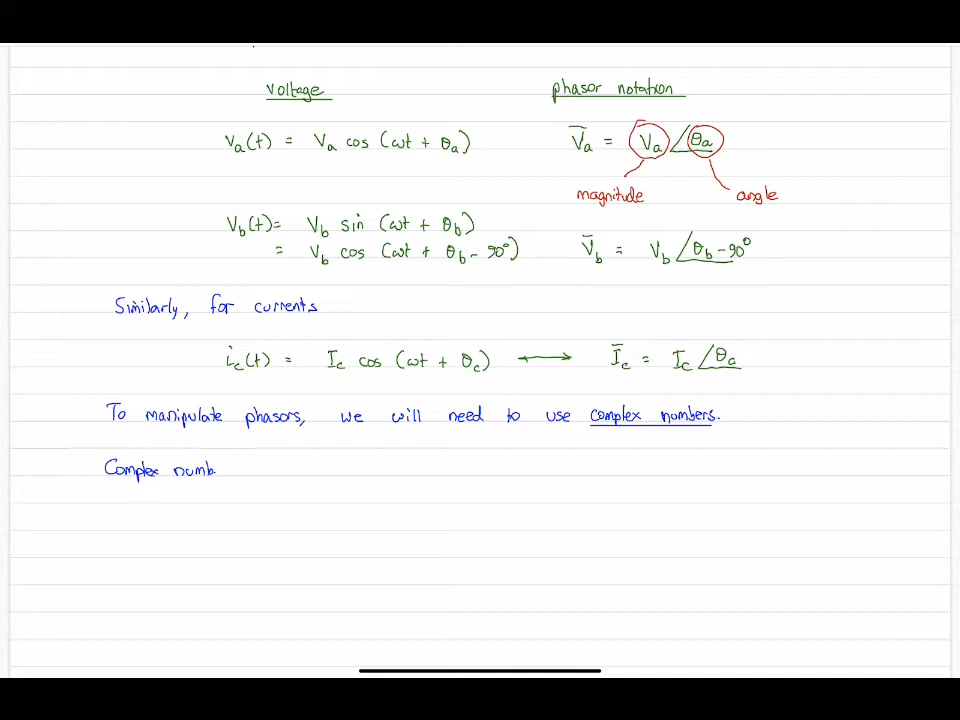 voltage phasor notation
va(t) = Va cos (ωt + θa) V̅a = Va ∠θa
magnitude angle
Vb(t) = Vb sin (ωt + θb)
= Vb cos (ωt + θb - 90°) V̅b = Vb ∠θb - 90°
Similarly, for currents
ic(t) = Ic cos (ωt + θc) ⟷ I̅c = Ic ∠θc
To manipulate phasors, we will need to use complex numbers.
Complex numb